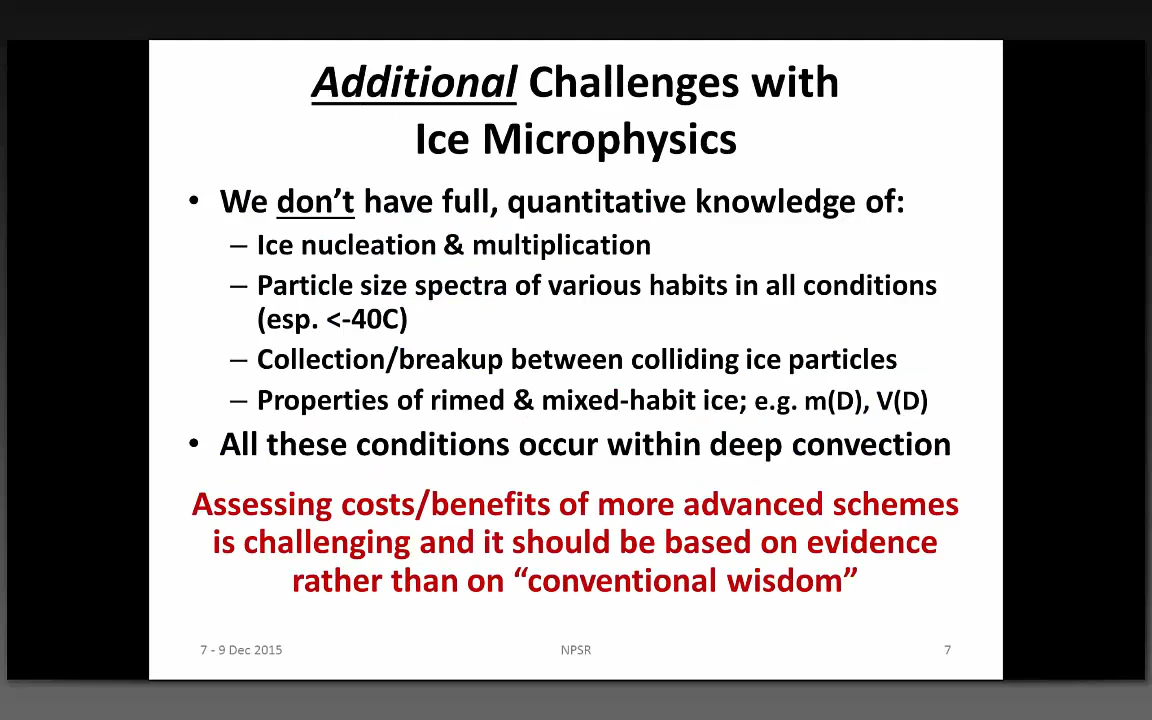 Additional Challenges with
Ice Microphysics
• We don't have full, quantitative knowledge of:
– Ice nucleation & multiplication
– Particle size spectra of various habits in all conditions
(esp. <-40C)
– Collection/breakup between colliding ice particles
– Properties of rimed & mixed-habit ice; e.g. m(D), V(D)
• All these conditions occur within deep convection
Assessing costs/benefits of more advanced schemes
is challenging and it should be based on evidence
rather than on “conventional wisdom”
7 - 9 Dec 2015 NPSR 7